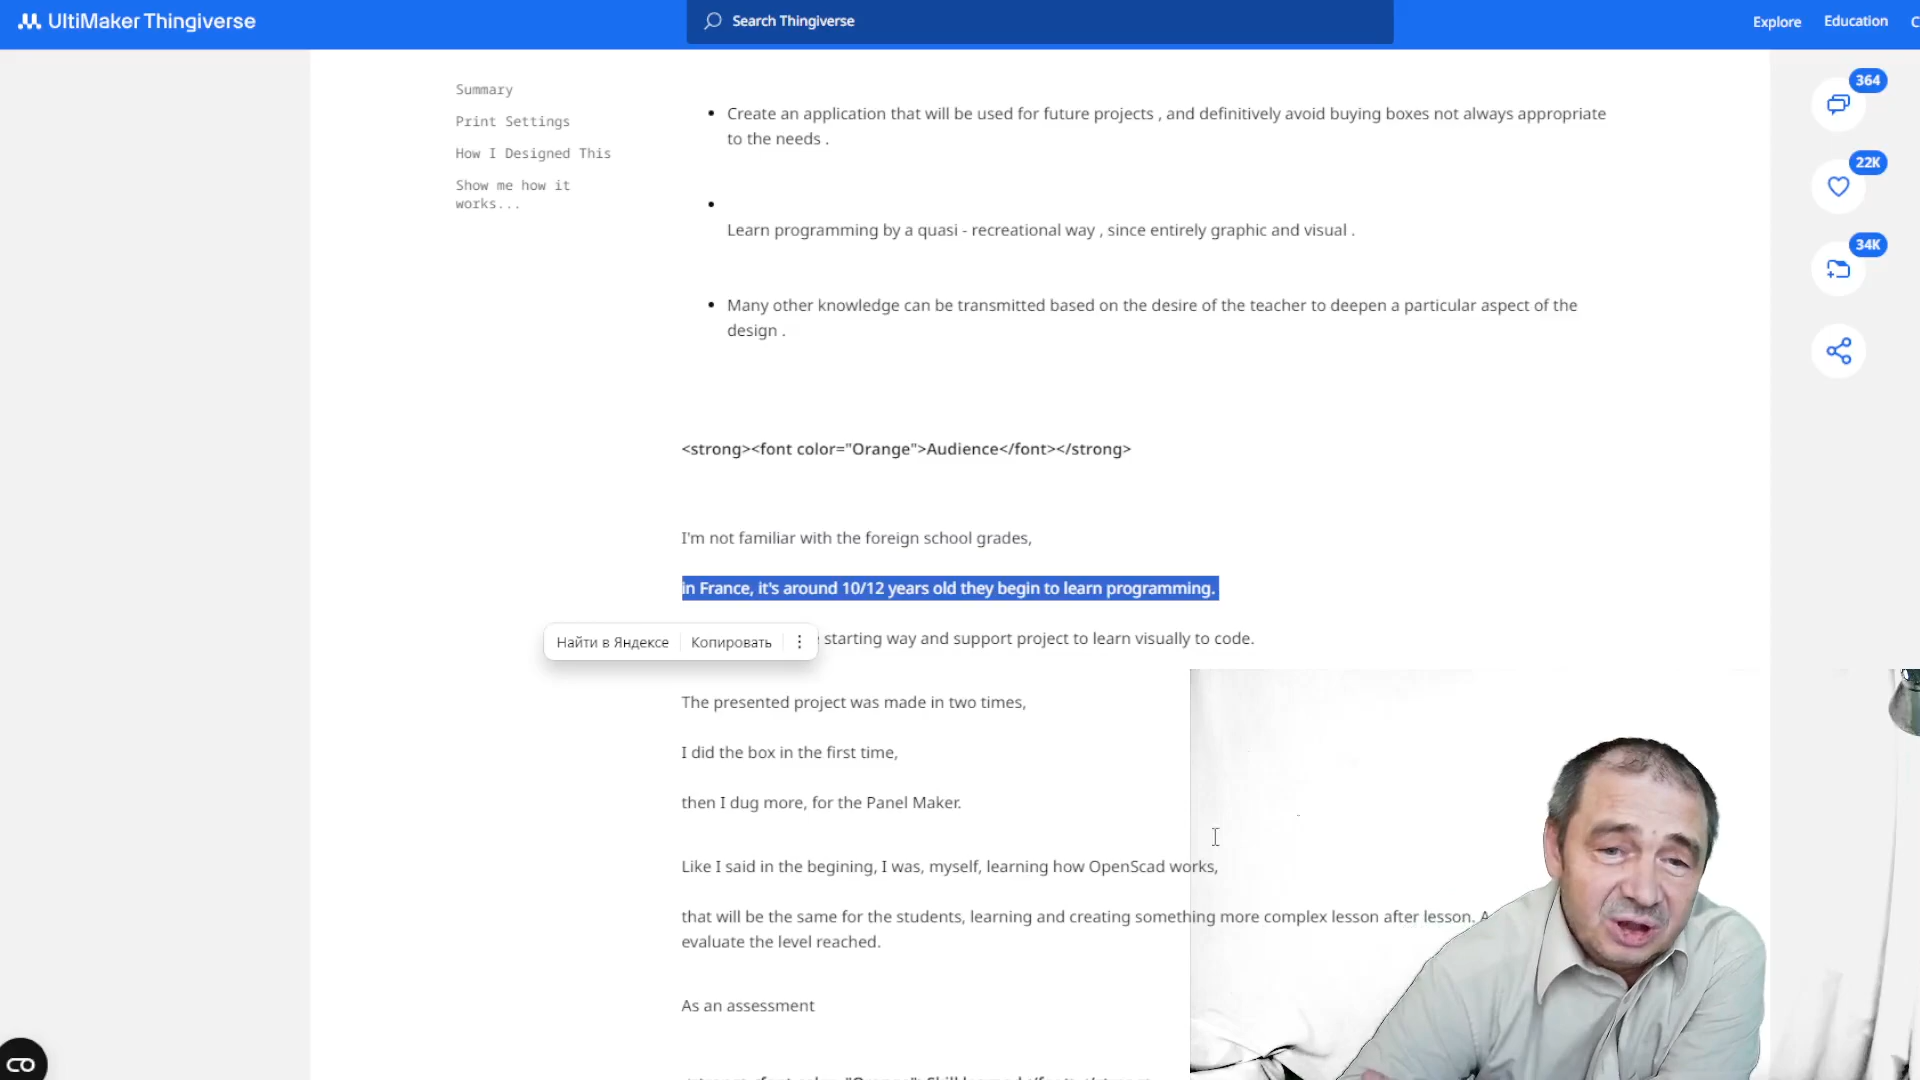 UltiMaker Thingiverse
Search Thingiverse
Explore
Education
364
22K
34K
Summary
Print Settings
How I Designed This
Show me how it
works...
Create an application that will be used for future projects , and definitively avoid buying boxes not always appropriate
to the needs .
Learn programming by a quasi - recreational way , since entirely graphic and visual .
Many other knowledge can be transmitted based on the desire of the teacher to deepen a particular aspect of the
design .
<strong><font color="Orange">Audience</font></strong>
I'm not familiar with the foreign school grades,
in France, it's around 10/12 years old they begin to learn programming.
Найти в Яндексе
Копировать
starting way and support project to learn visually to code.
The presented project was made in two times,
I did the box in the first time,
then I dug more, for the Panel Maker.
Like I said in the begining, I was, myself, learning how OpenScad works,
that will be the same for the students, learning and creating something more complex lesson after lesson.
evaluate the level reached.
As an assessment